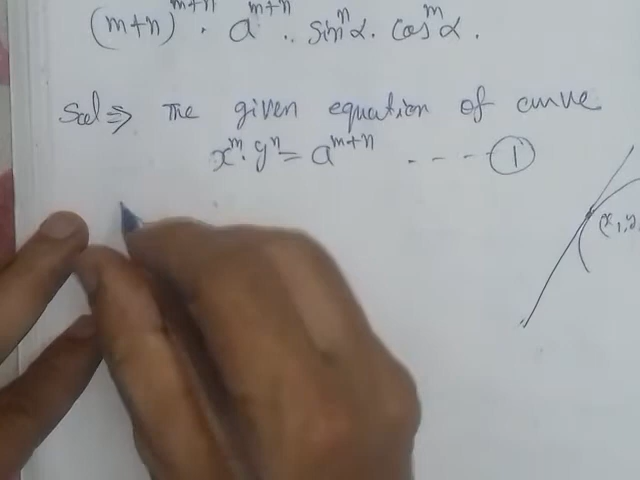 (m+n)^{m+n} . a^{m+n} .. sin^n α. cos^m α.
Sol ⇒ The given equation of curve
x^m. y^n = a^{m+n} ---- ①
(x₁,y